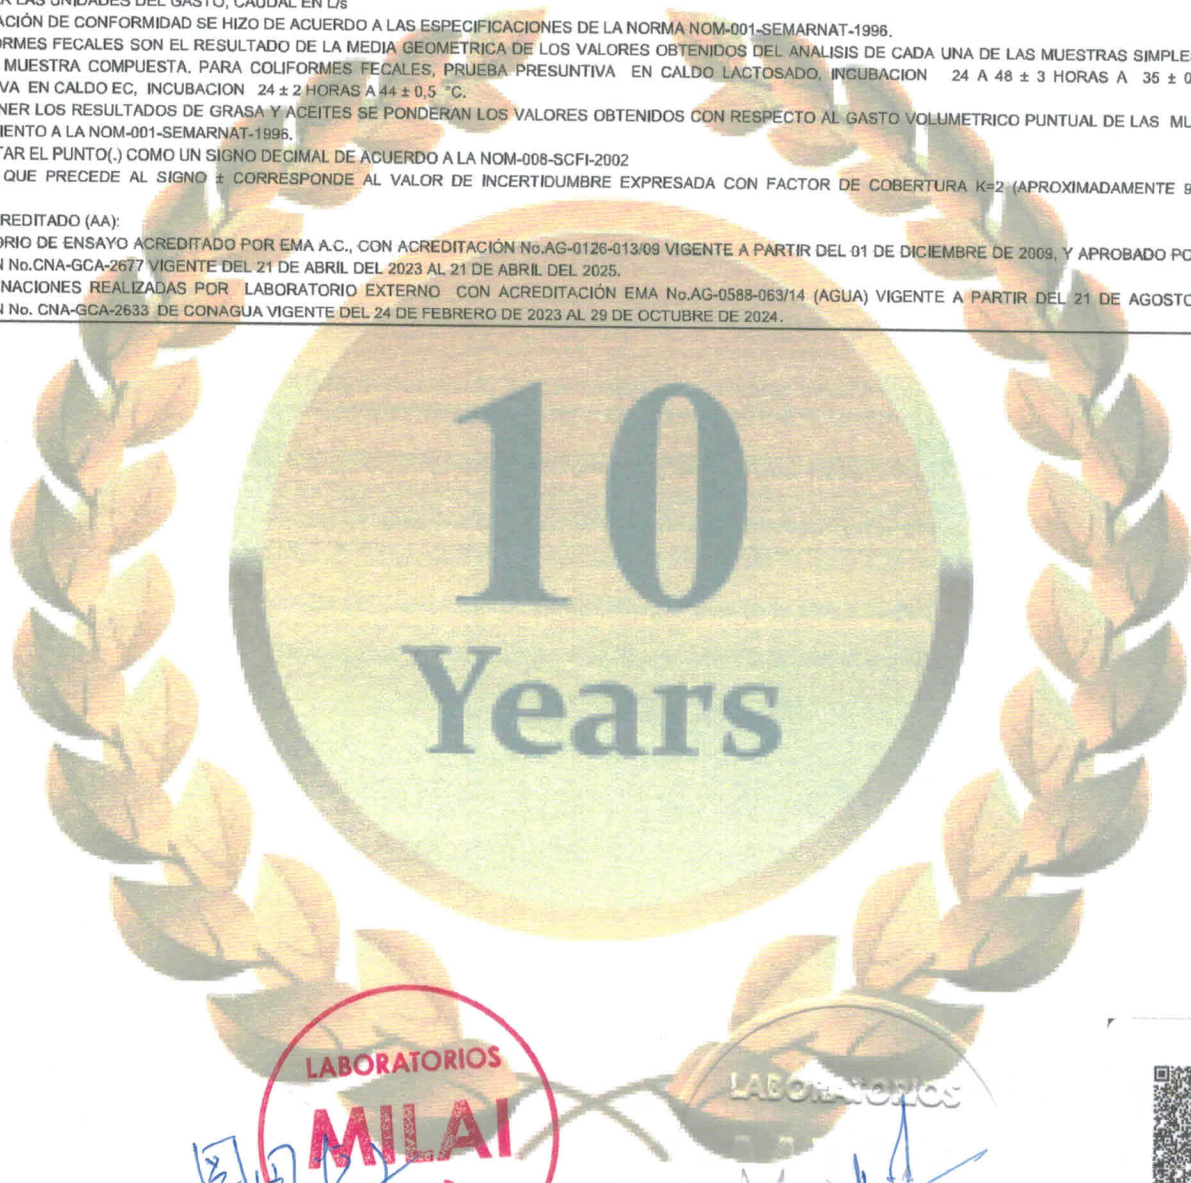 LAS UNIDADES DEL GASTO, CAUDAL EN L/s
ACIÓN DE CONFORMIDAD SE HIZO DE ACUERDO A LAS ESPECIFICACIONES DE LA NORMA NOM-001-SEMARNAT-1996.
ORMES FECALES SON EL RESULTADO DE LA MEDIA GEOMETRICA DE LOS VALORES OBTENIDOS DEL ANALISIS DE CADA UNA DE LAS MUESTRAS SIMPLE
MUESTRA COMPUESTA. PARA COLIFORMES FECALES, PRUEBA PRESUNTIVA EN CALDO LACTOSADO, INCUBACION 24 A 48 ± 3 HORAS A 35 ± 0
VA EN CALDO EC, INCUBACION 24 ± 2 HORAS A 44 ± 0,5 °C.
NER LOS RESULTADOS DE GRASA Y ACEITES SE PONDERAN LOS VALORES OBTENIDOS CON RESPECTO AL GASTO VOLUMETRICO PUNTUAL DE LAS MU
IENTO A LA NOM-001-SEMARNAT-1996.
TAR EL PUNTO(.) COMO UN SIGNO DECIMAL DE ACUERDO A LA NOM-008-SCFI-2002
QUE PRECEDE AL SIGNO ± CORRESPONDE AL VALOR DE INCERTIDUMBRE EXPRESADA CON FACTOR DE COBERTURA K=2 (APROXIMADAMENTE 9
REDITADO (AA):
ORIO DE ENSAYO ACREDITADO POR EMA A.C., CON ACREDITACIÓN No.AG-0126-013/09 VIGENTE A PARTIR DEL 01 DE DICIEMBRE DE 2009, Y APROBADO PO
N No.CNA-GCA-2677 VIGENTE DEL 21 DE ABRIL DEL 2023 AL 21 DE ABRIL DEL 2025.
NACIONES REALIZADAS POR LABORATORIO EXTERNO CON ACREDITACIÓN EMA No.AG-0588-063/14 (AGUA) VIGENTE A PARTIR DEL 21 DE AGOSTO
N No. CNA-GCA-2633 DE CONAGUA VIGENTE DEL 24 DE FEBRERO DE 2023 AL 29 DE OCTUBRE DE 2024.
10
Years
LABORATORIOS
MILAI
LABORATORIOS